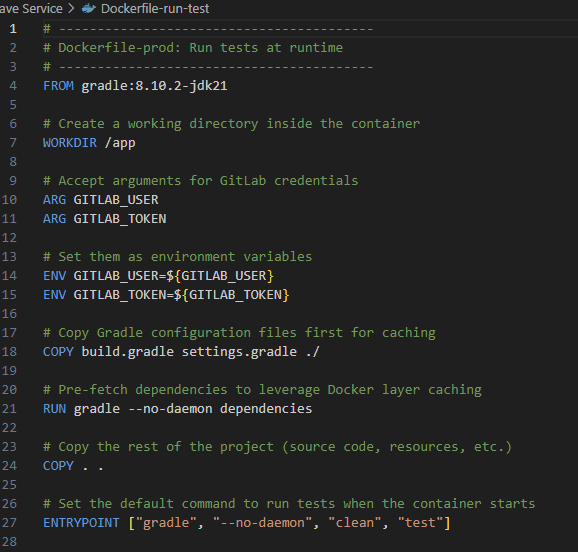 ave Service > Dockerfile-run-test
1 # ----------------------------------------
2 # Dockerfile-prod: Run tests at runtime
3 # ----------------------------------------
4 FROM gradle:8.10.2-jdk21
5
6 # Create a working directory inside the container
7 WORKDIR /app
8
9 # Accept arguments for GitLab credentials
10 ARG GITLAB_USER
11 ARG GITLAB_TOKEN
12
13 # Set them as environment variables
14 ENV GITLAB_USER=${GITLAB_USER}
15 ENV GITLAB_TOKEN=${GITLAB_TOKEN}
16
17 # Copy Gradle configuration files first for caching
18 COPY build.gradle settings.gradle ./
19
20 # Pre-fetch dependencies to leverage Docker layer caching
21 RUN gradle --no-daemon dependencies
22
23 # Copy the rest of the project (source code, resources, etc.)
24 COPY . .
25
26 # Set the default command to run tests when the container starts
27 ENTRYPOINT ["gradle", "--no-daemon", "clean", "test"]
28